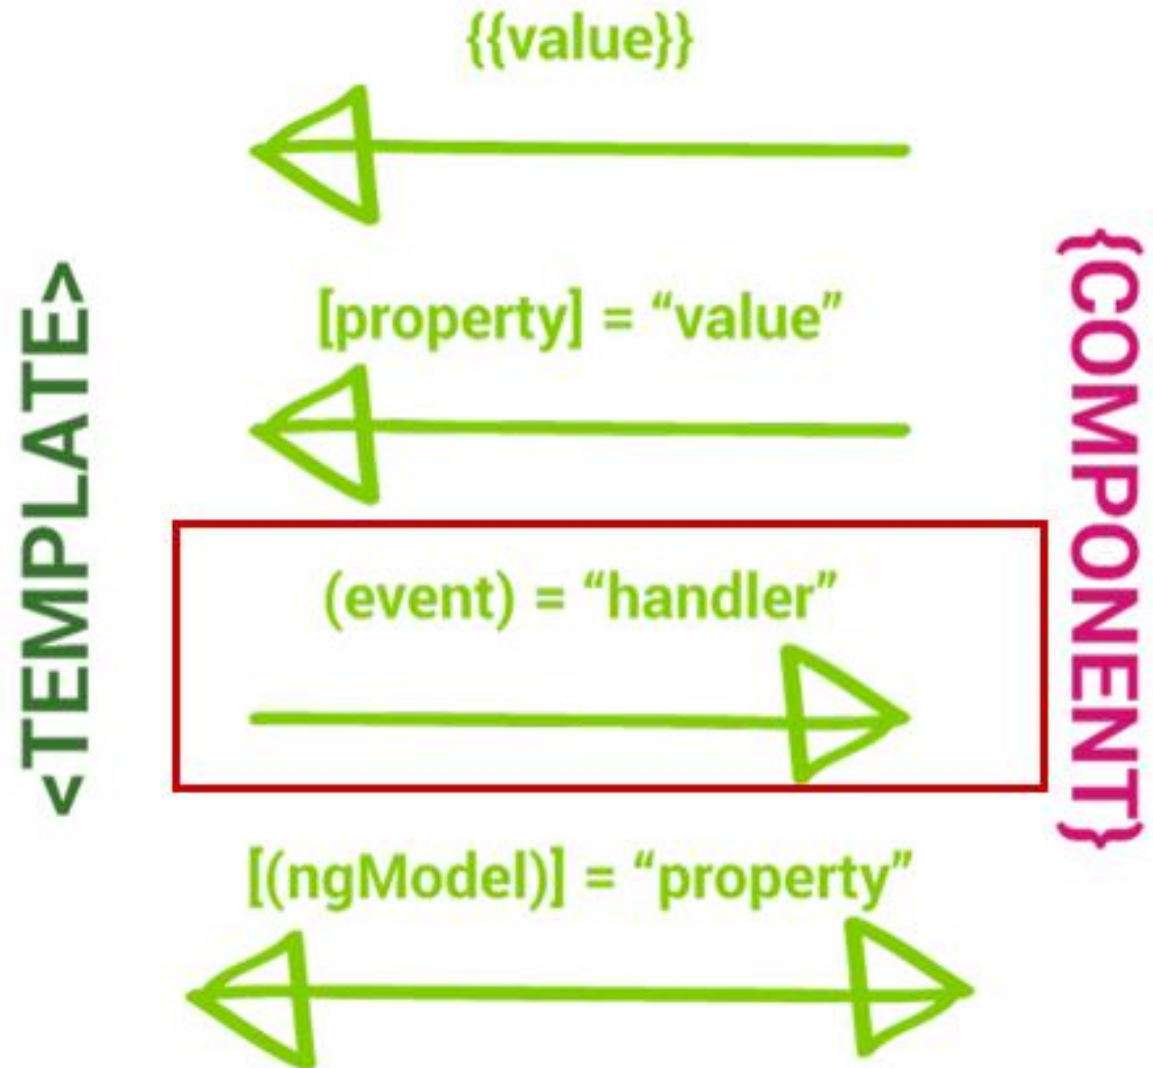 {{value}}
[property] = “value”
(event) = “handler”
[(ngModel)] = “property”
<TEMPLATE>
{COMPONENT}